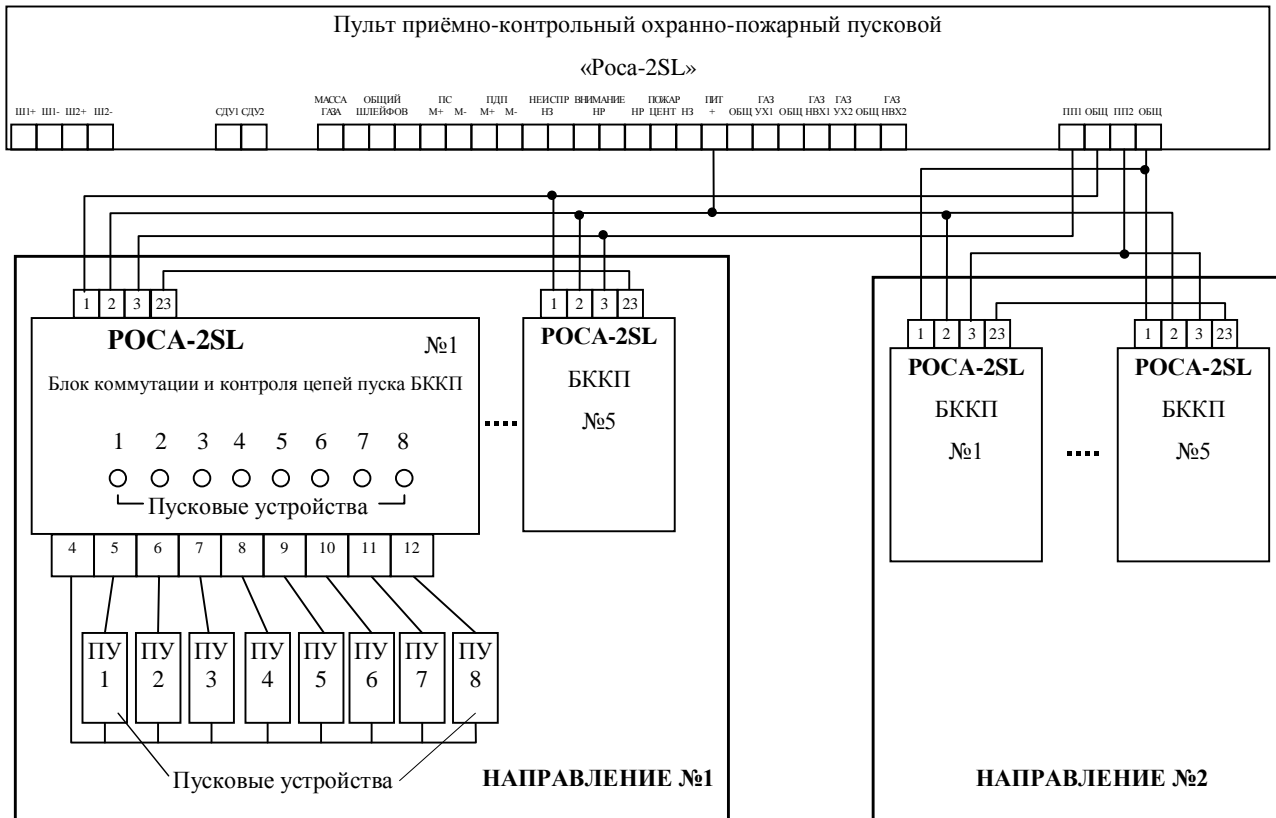 Пульт приёмно-контрольный охранно-пожарный пусковой
«Роса-2SL»
МАССА ОБЩИЙ ПС ПДП НЕИСПР ВНИМАНИЕ ПОЖАР ПИТ ГАЗ ГАЗ ГАЗ ГАЗ
Ш1+ Ш1- Ш2+ Ш2- СДУ1 СДУ2 ГАЗА ШЛЕЙФОВ М+ М- М+ М- НЗ НР НР ЦЕНТ НЗ + ОБЩ УХ1 ОБЩ НВХ1 УХ2 ОБЩ НВХ2 ПП1 ОБЩ ПП2 ОБЩ
1 2 3 23
1 2 3 23
1 2 3 23
1 2 3 23
РОСА-2SL №1
Блок коммутации и контроля цепей пуска БККП
1 2 3 4 5 6 7 8
Пусковые устройства
4 5 6 7 8 9 10 11 12
РОСА-2SL
БККП
№5
РОСА-2SL
БККП
№1
РОСА-2SL
БККП
№5
ПУ ПУ ПУ ПУ ПУ ПУ ПУ ПУ
1 2 3 4 5 6 7 8
Пусковые устройства
НАПРАВЛЕНИЕ №1
НАПРАВЛЕНИЕ №2